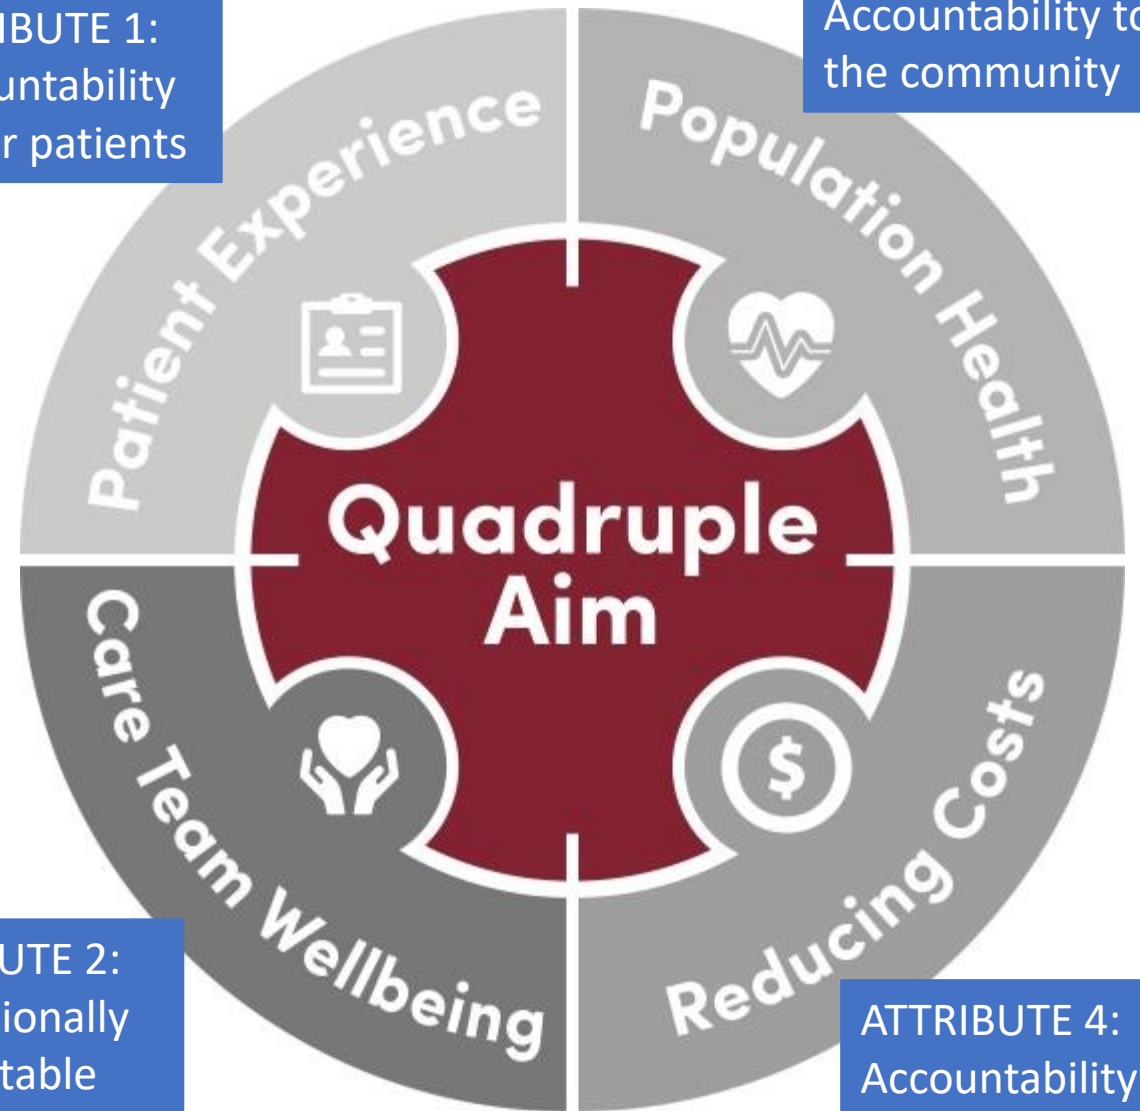 IBUTE 1:
untability
r patients
Accountability to
the community
Patient Experience
Population Health
Quadruple
Aim
Care Team Wellbeing
Reducing Costs
$
UTE 2:
ionally
table
ATTRIBUTE 4:
Accountability